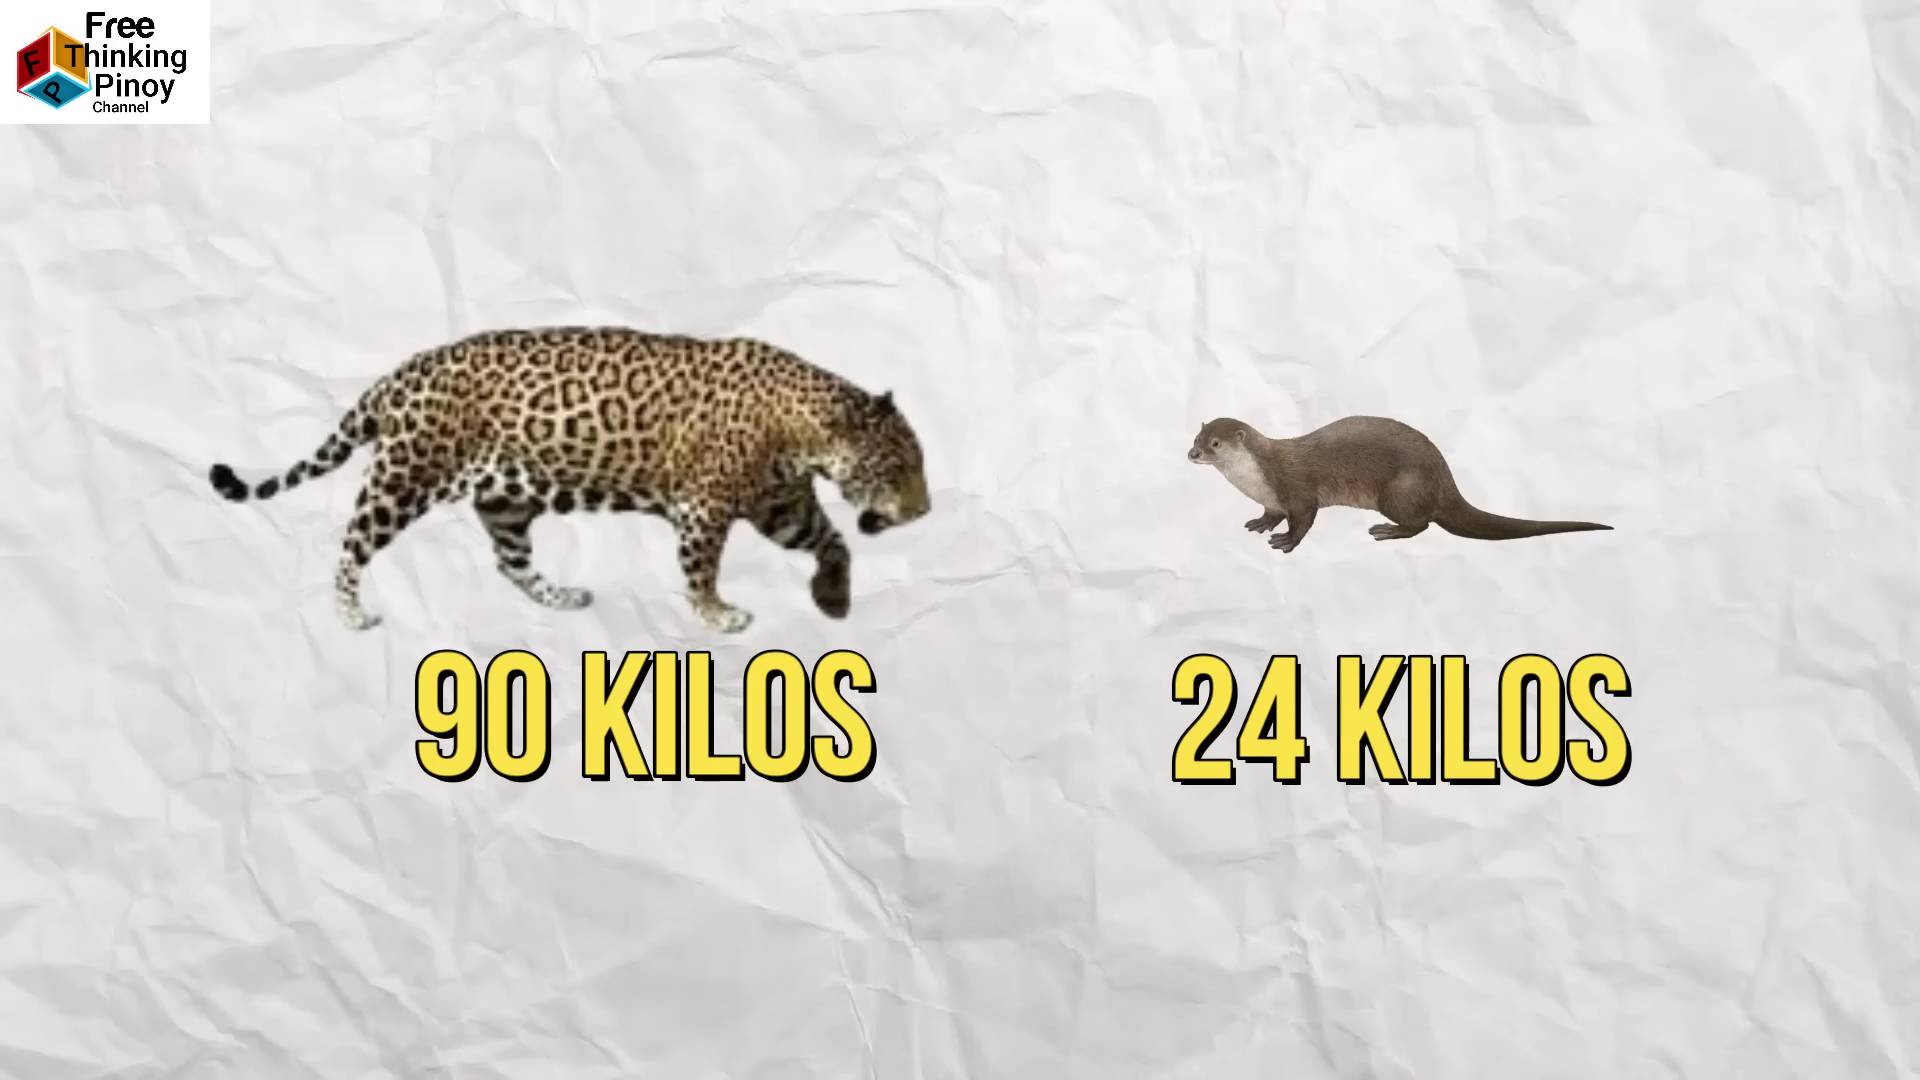 Free
Thinking
Pinoy
Channel
F
P
90 KILOS
24 KILOS